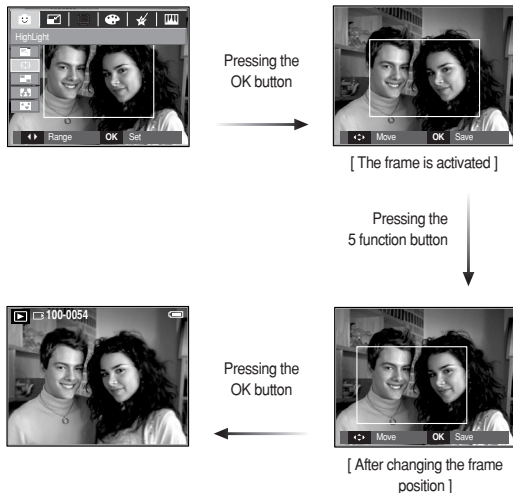 HighLight
Range OK Set
Pressing the
OK button
Move OK Save
[ The frame is activated ]
Pressing the
5 function button
Move OK Save
[ After changing the frame
position ]
Pressing the
OK button
100-0054